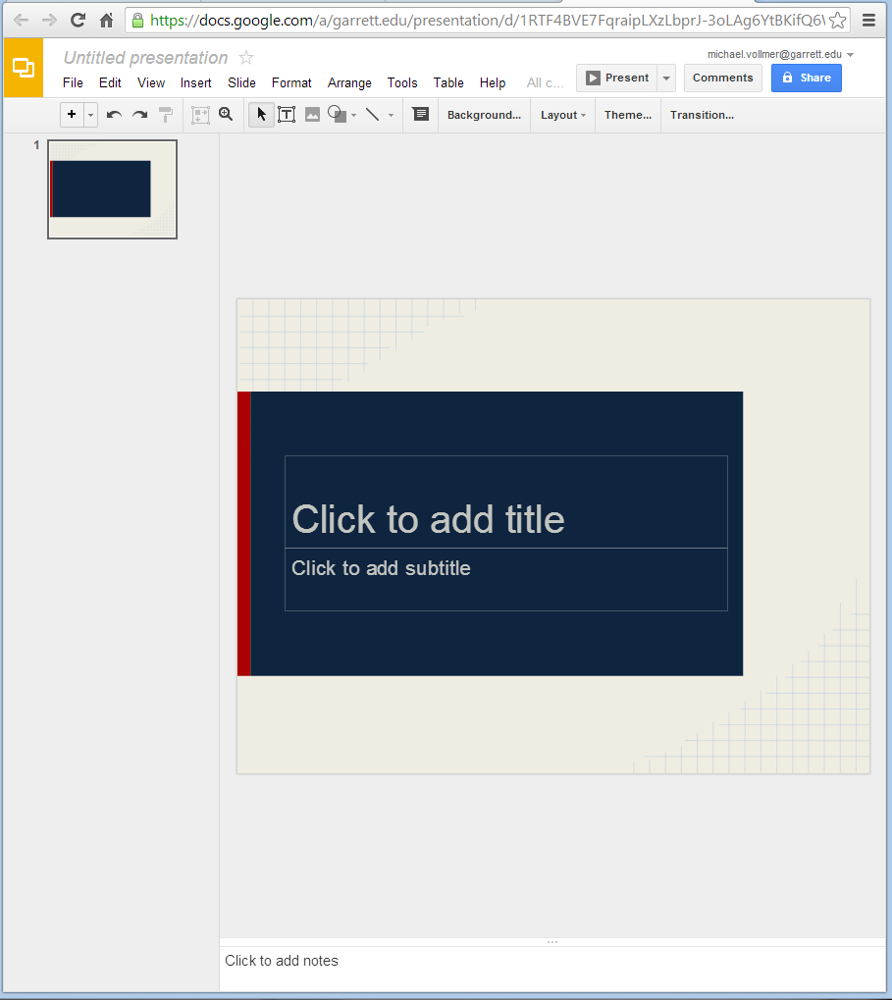 https://docs.google.com/a/garrett.edu/presentation/d/1RTF4BVE7FqraipLXzLbprJ-3oLAg6YtBKifQ6
Untitled presentation
michael.vollmer@garrett.edu
File Edit View Insert Slide Format Arrange Tools Table Help All c...
Present Comments Share
Background... Layout Theme... Transition...
1
Click to add title
Click to add subtitle
Click to add notes